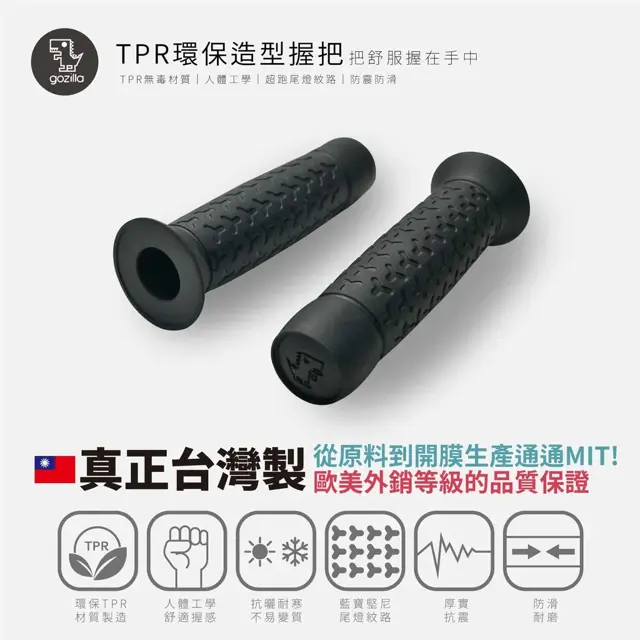 gozilla
TPR環保造型握把 把舒服握在手中
TPR無毒材質｜人體工學｜超跑尾燈紋路｜防震防滑
真正台灣製
從原料到開膜生產通通MIT!
歐美外銷等級的品質保證
TPR
環保TPR
材質製造
人體工學
舒適握感
抗曬耐寒
不易變質
藍寶堅尼
尾燈紋路
厚實
抗震
防滑
耐磨